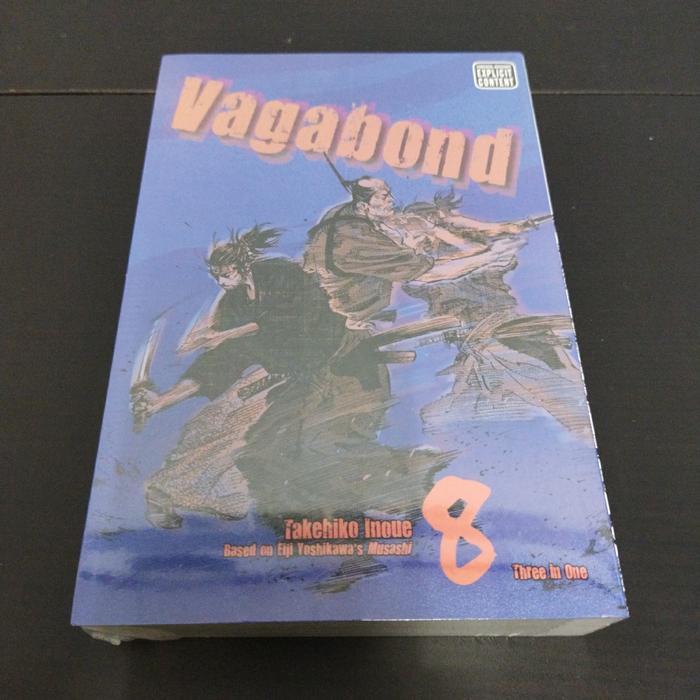 EXPLICIT
CONTENT
Vagabond
Takehiko Inoue
Based on Eiji Yoshikawa's Musashi
8
Three in One